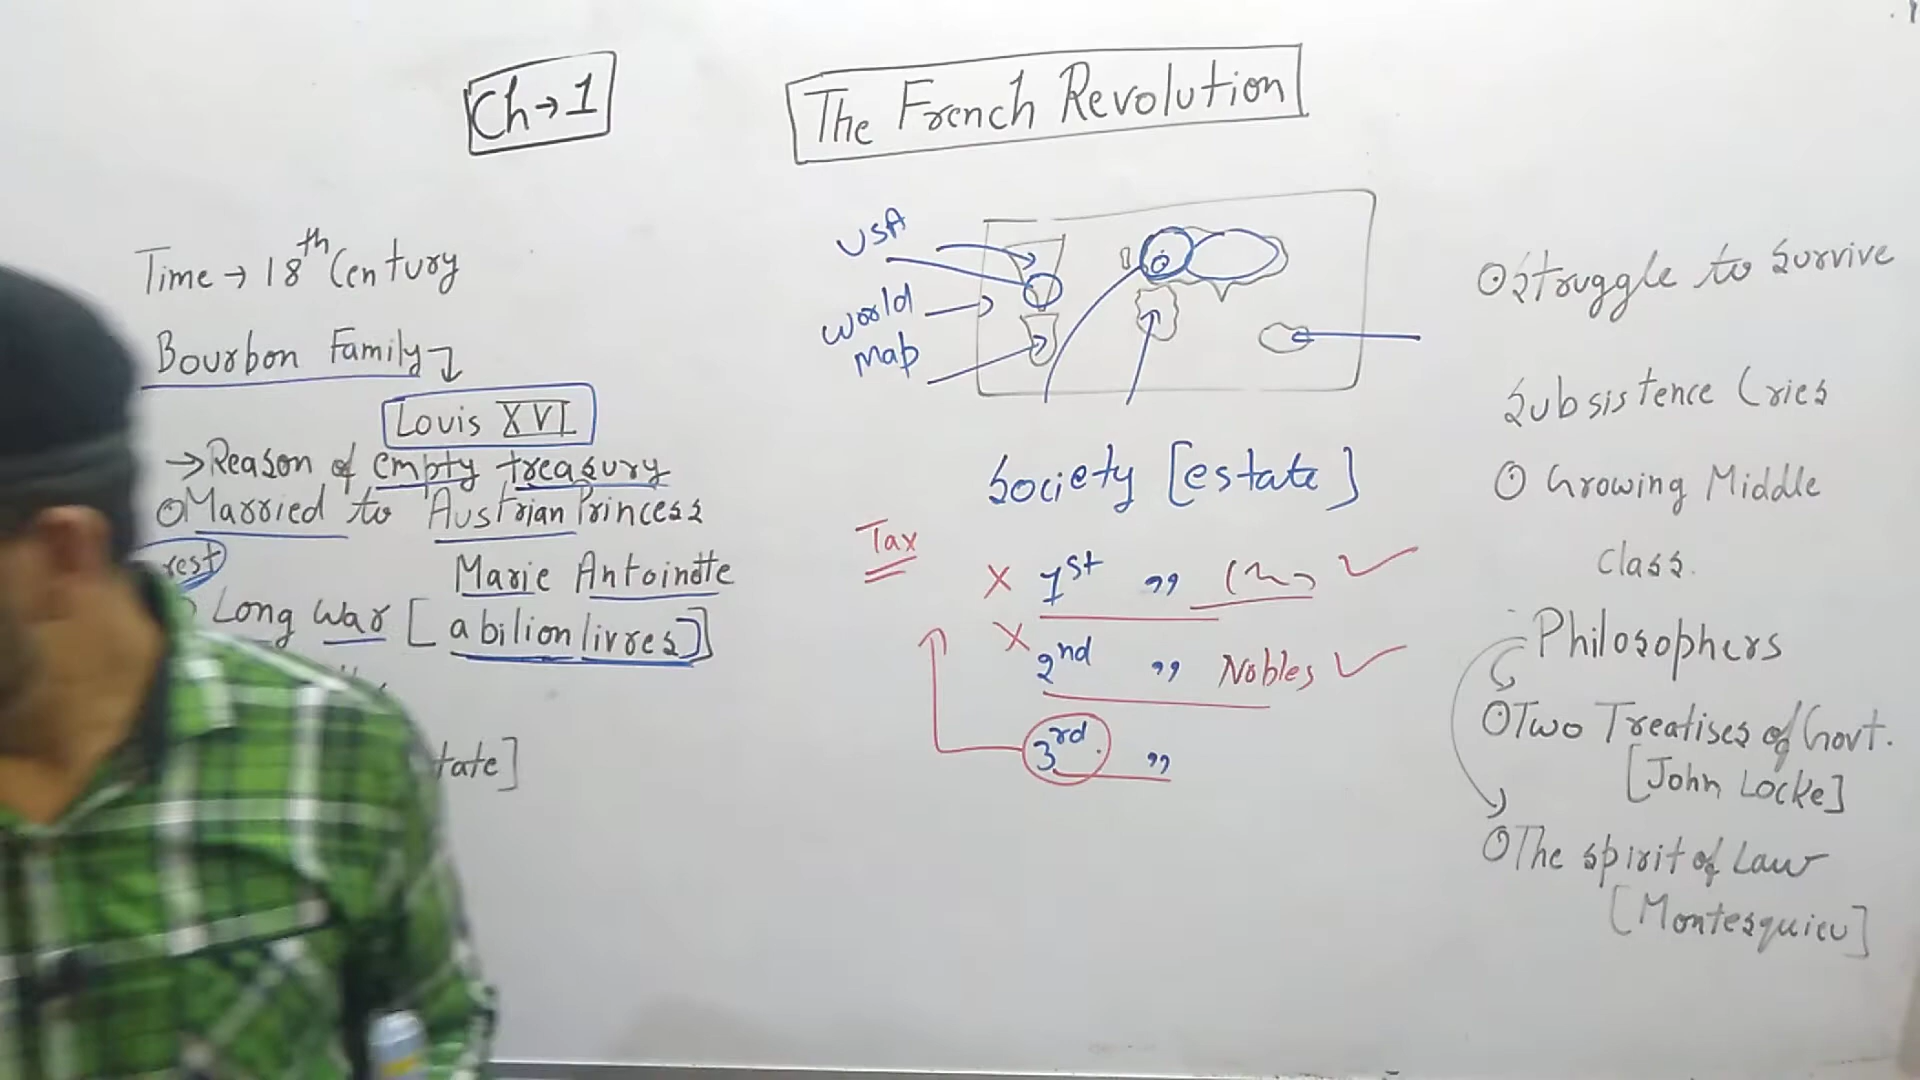 Ch → 1
The French Revolution
Time → 18th Century
Bourbon Family
Louis XVI
→ Reason of empty treasury
Married to Austrian Princess
Marie Antoindte
rest
Long War [a bilion livres]
tate]
USA
World
Map
Society [estate]
Tax
X 1st " ✓
X 2nd " Nobles ✓
3rd. "
Struggle to Survive
Subsistence Cries
Growing Middle
Class.
Philosophers
Two Treatises of Govt.
[John Locke]
The spirit of Law
[Montesquieu]